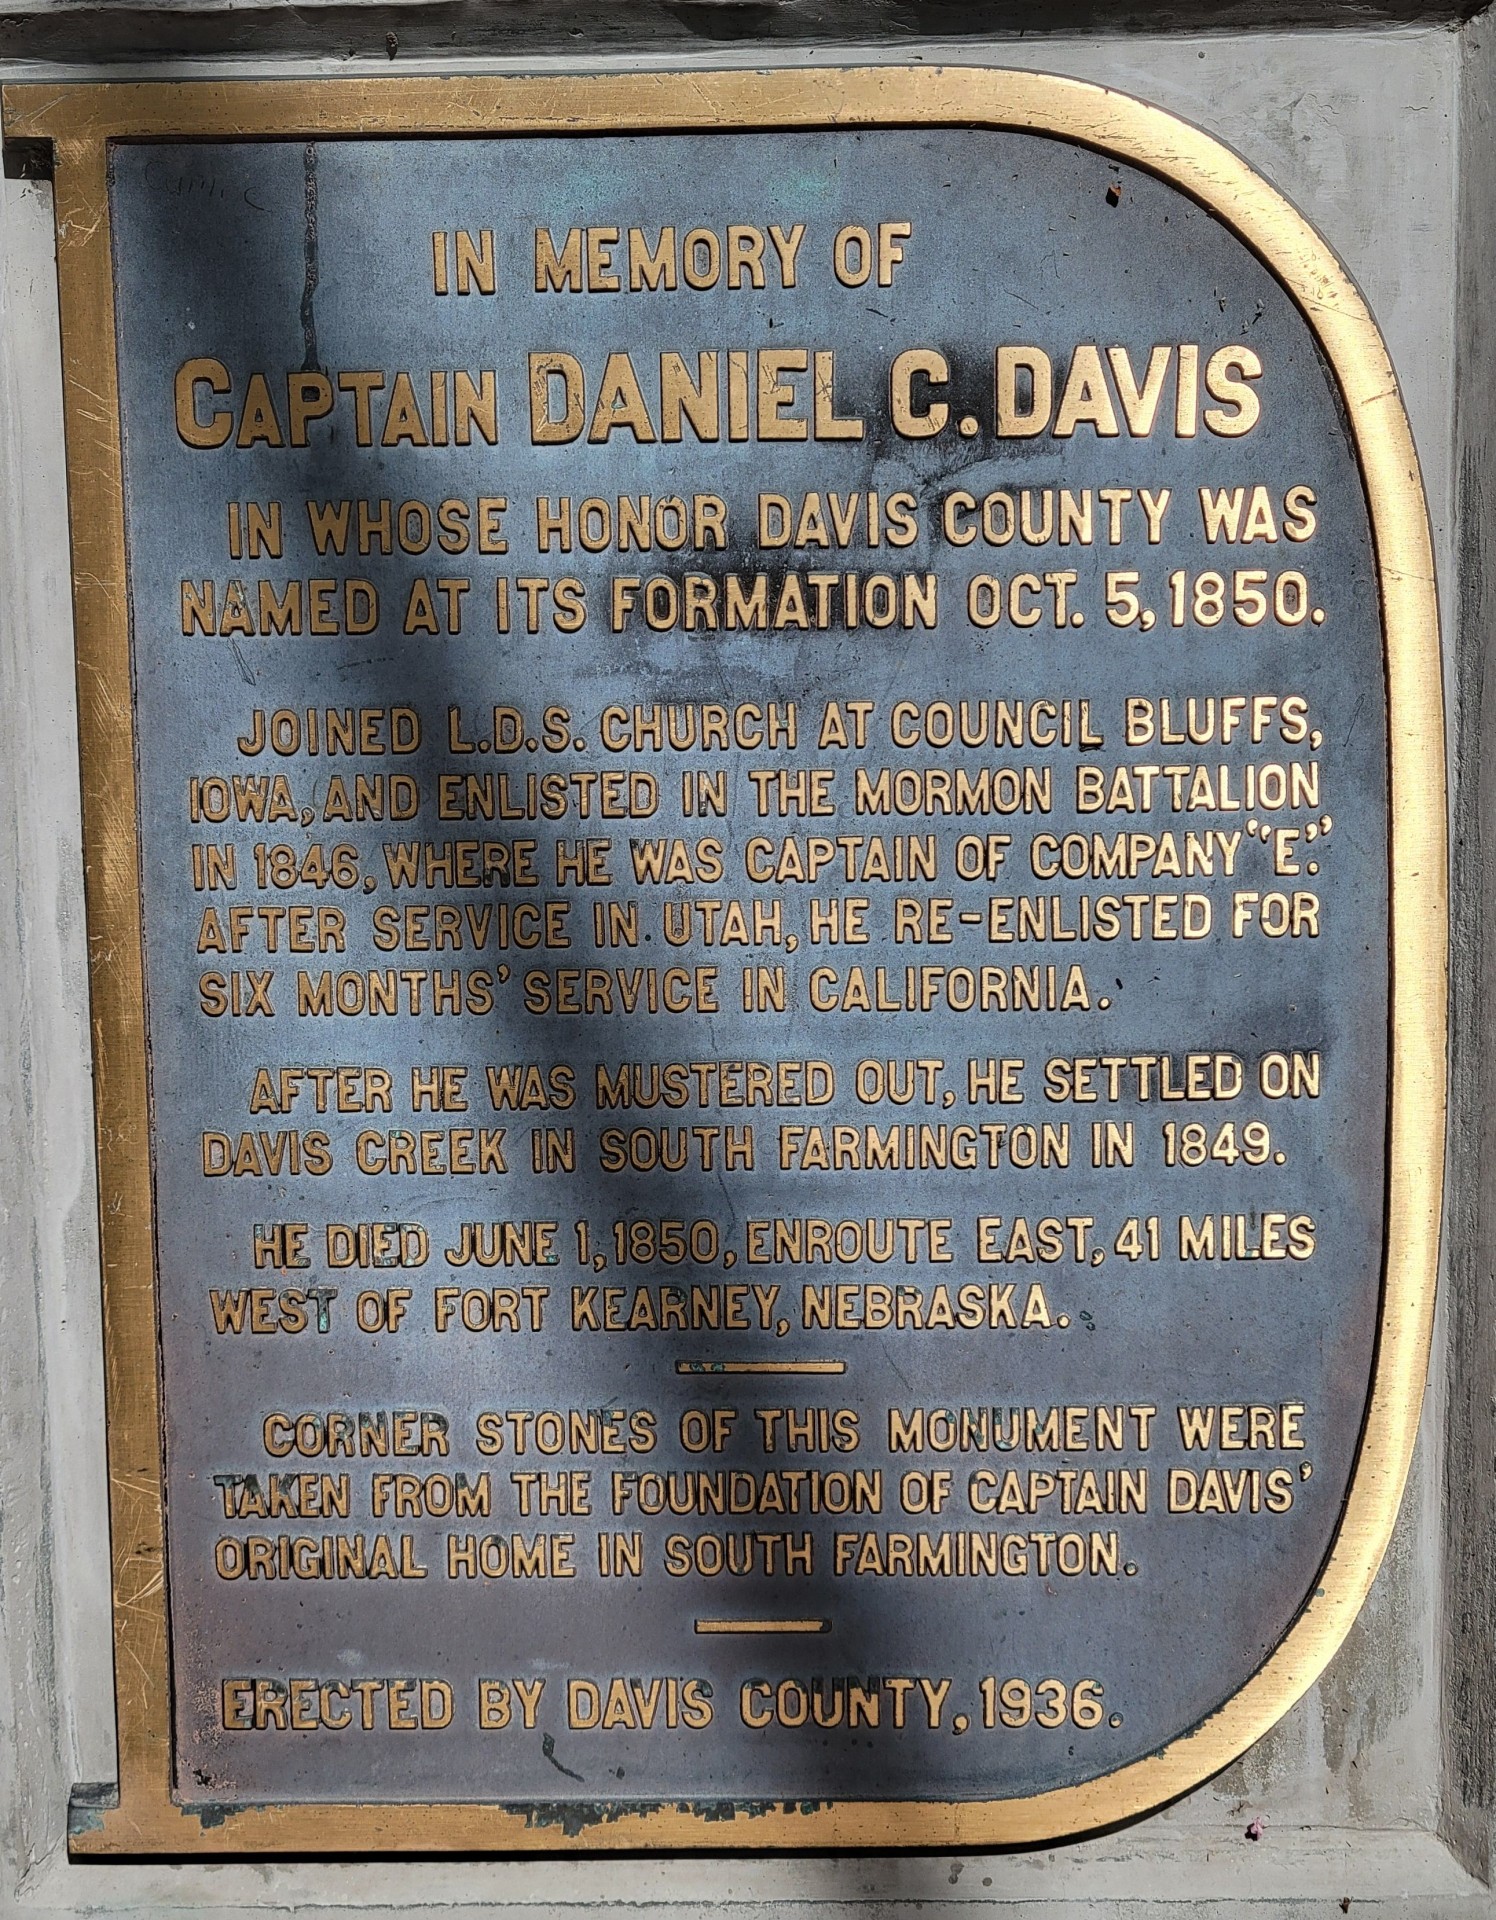 IN MEMORY OF
CAPTAIN DANIEL C. DAVIS
IN WHOSE HONOR DAVIS COUNTY WAS
NAMED AT ITS FORMATION OCT. 5, 1850.
JOINED L.D.S. CHURCH AT COUNCIL BLUFFS,
IOWA, AND ENLISTED IN THE MORMON BATTALION
IN 1846, WHERE HE WAS CAPTAIN OF COMPANY "E".
AFTER SERVICE IN UTAH, HE RE-ENLISTED FOR
SIX MONTHS' SERVICE IN CALIFORNIA.
AFTER HE WAS MUSTERED OUT, HE SETTLED ON
DAVIS CREEK IN SOUTH FARMINGTON IN 1849.
HE DIED JUNE 1, 1850, ENROUTE EAST, 41 MILES
WEST OF FORT KEARNEY, NEBRASKA.
CORNER STONES OF THIS MONUMENT WERE
TAKEN FROM THE FOUNDATION OF CAPTAIN DAVIS'
ORIGINAL HOME IN SOUTH FARMINGTON.
ERECTED BY DAVIS COUNTY, 1936.